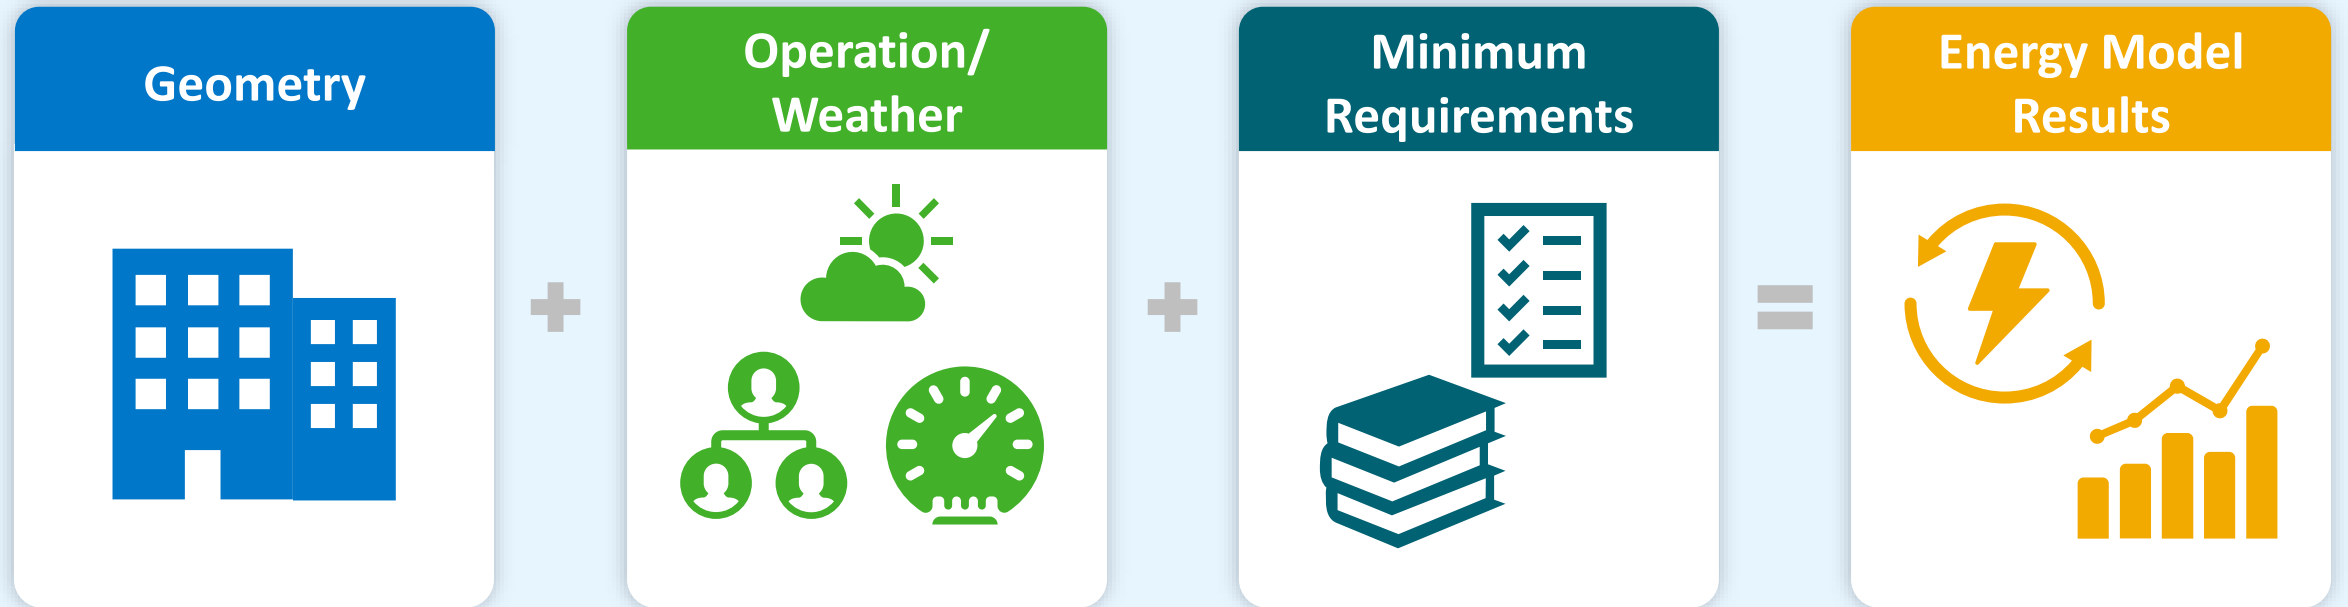 Geometry
Operation/
Weather
Minimum
Requirements
Energy Model
Results